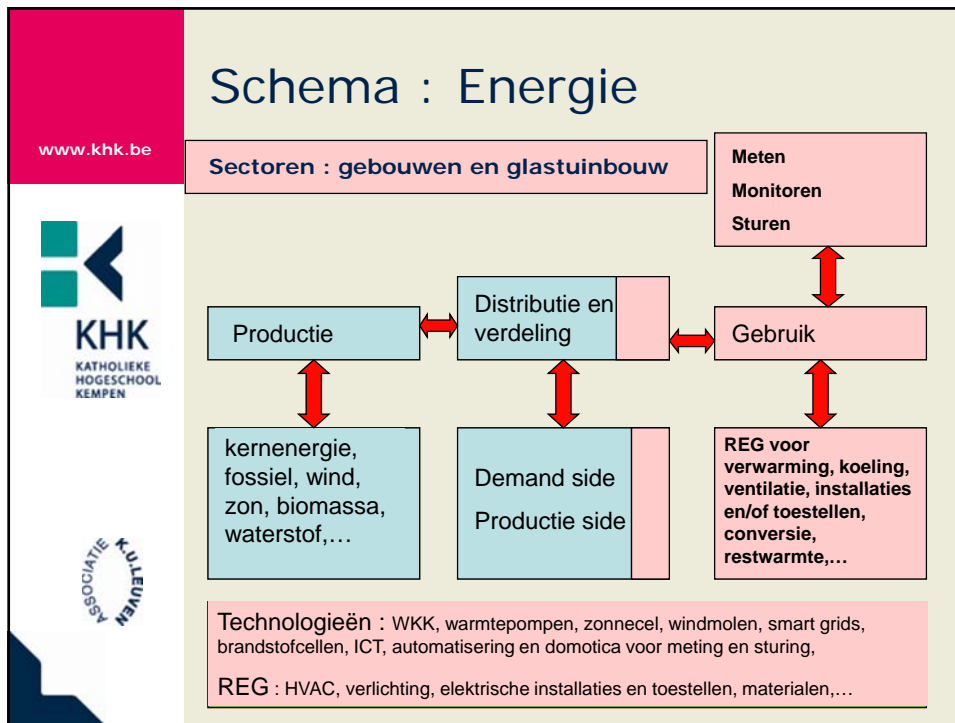 Schema : Energie
www.khk.be
Sectoren : gebouwen en glastuinbouw
Meten
Monitoren
Sturen
KHK
KATHOLIEKE
HOGESCHOOL
KEMPEN
Productie
Distributie en
verdeling
Gebruik
kernenergie,
fossiel, wind,
zon, biomassa,
waterstof,…
Demand side
Productie side
REG voor
verwarming, koeling,
ventilatie, installaties
en/of toestellen,
conversie,
restwarmte,…
ASSOCIATIE
K.U.LEUVEN
Technologieën : WKK, warmtepompen, zonnecel, windmolen, smart grids,
brandstofcellen, ICT, automatisering en domotica voor meting en sturing,
REG : HVAC, verlichting, elektrische installaties en toestellen, materialen,…